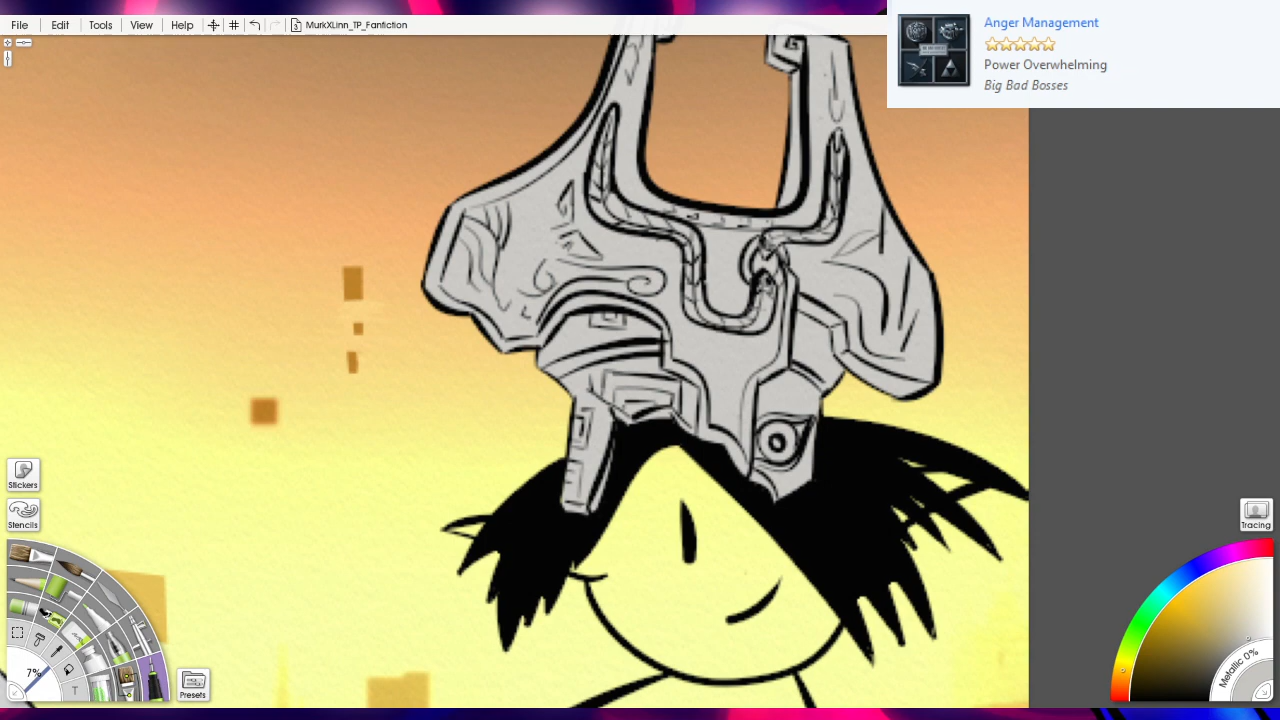 File Edit Tools View Help 3 MurkXLinn_TP_Fanfiction
Anger Management
Power Overwhelming
Big Bad Bosses
Stickers
Stencils
7%
T
Presets
Tracing
Metallic 0%